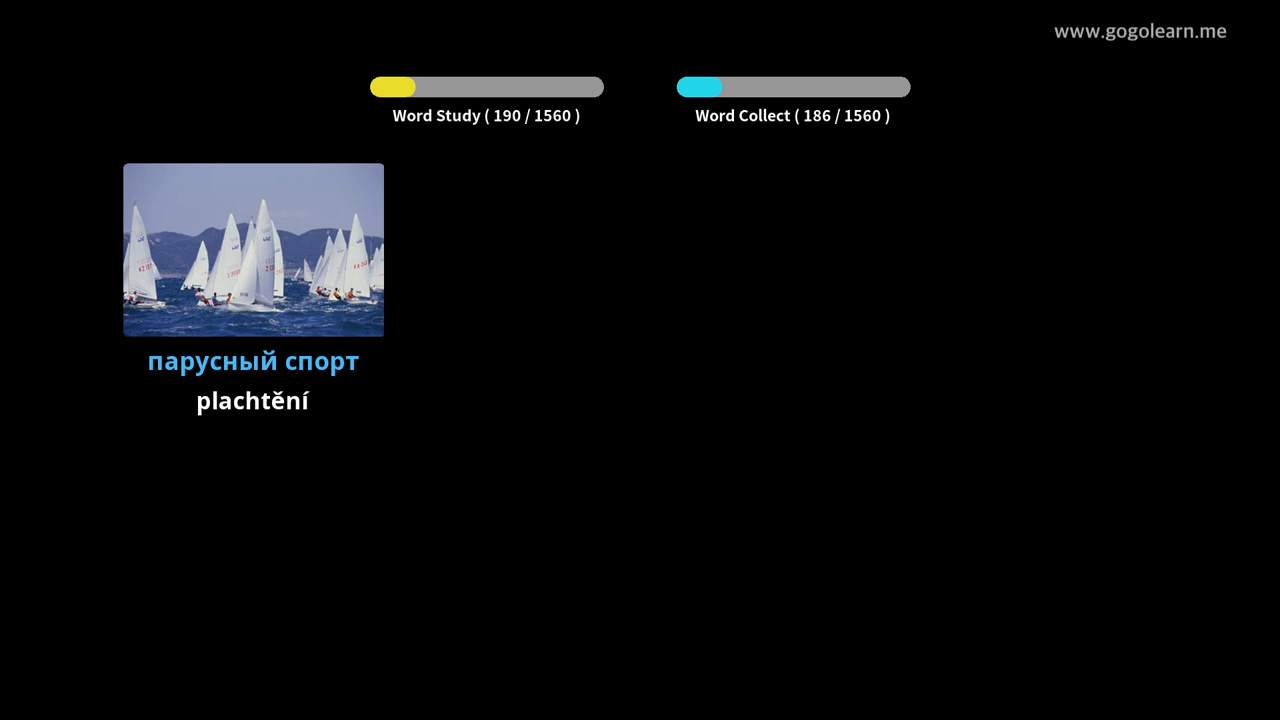 www.gogolearn.me
Word Study ( 190 / 1560 )
Word Collect ( 186 / 1560 )
парусный спорт
plachtění